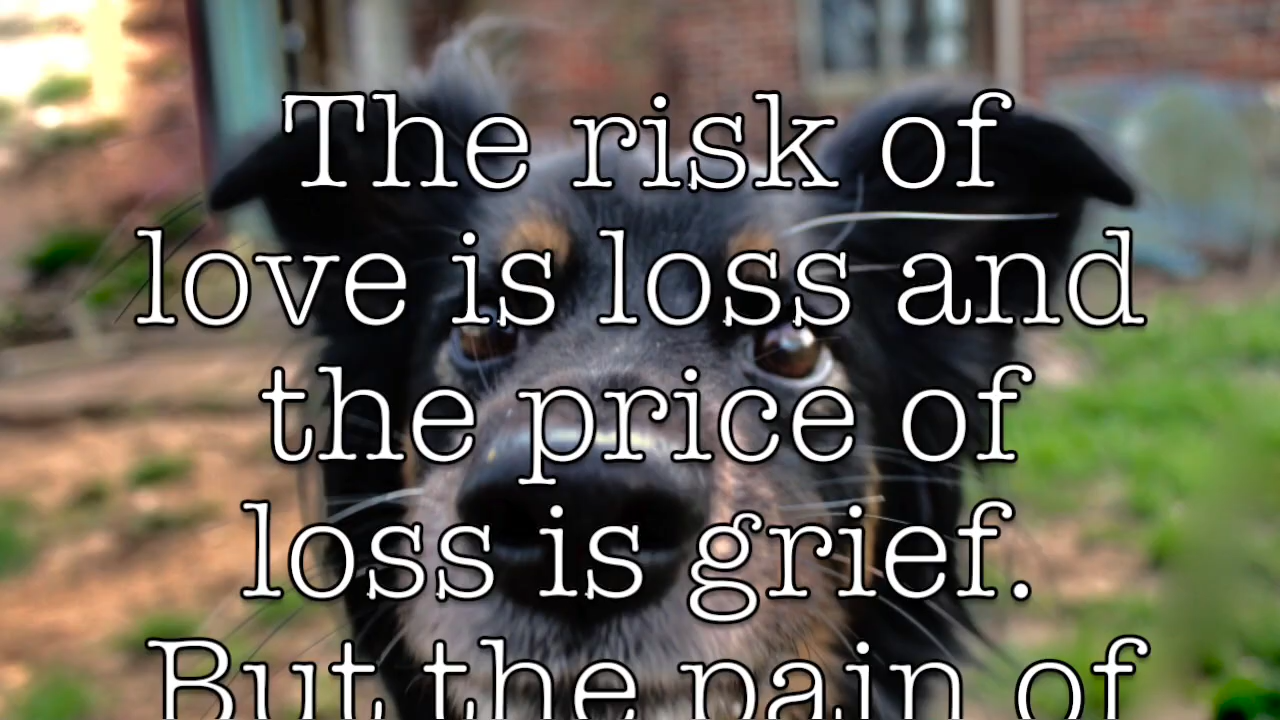 The risk of
love is loss and
the price of
loss is grief.
But the pain of